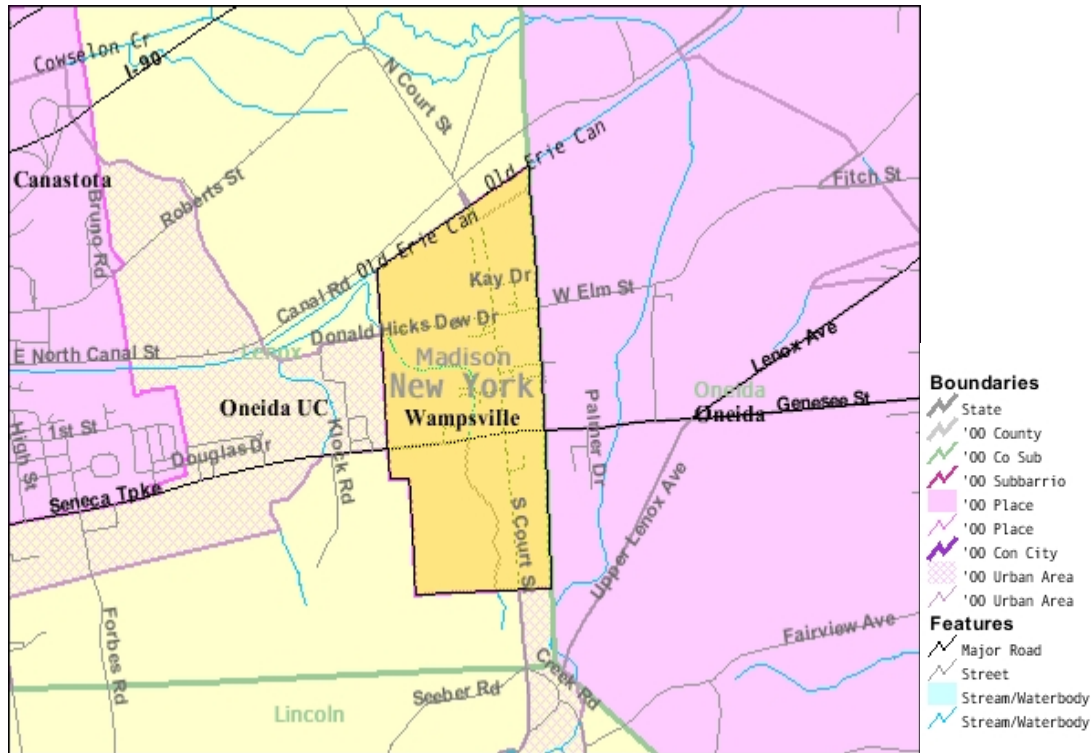 Cowselon Cr
I-90
N Court St
Canastota
Bruno Rd
Roberts St
Old Erie Can
Fitch St
Old Erie Can
Canal Rd
Kay Dr
W Elm St
Donald Hicks Dew Dr
E North Canal St
Lenox
Madison
New York
Lenox Ave
Oneida
Oneida
Genesee St
Oneida UC
Wampsville
High St
1st St
Klock Rd
Palmer Dr
Douglas Dr
Seneca Tpke
S Court St
Upper Lenox Ave
Forbes Rd
Fairview Ave
Creek Rd
Seeber Rd
Lincoln
Boundaries
State
'00 County
'00 Co Sub
'00 Subbarrio
'00 Place
'00 Place
'00 Con City
'00 Urban Area
'00 Urban Area
Features
Major Road
Street
Stream/Waterbody
Stream/Waterbody